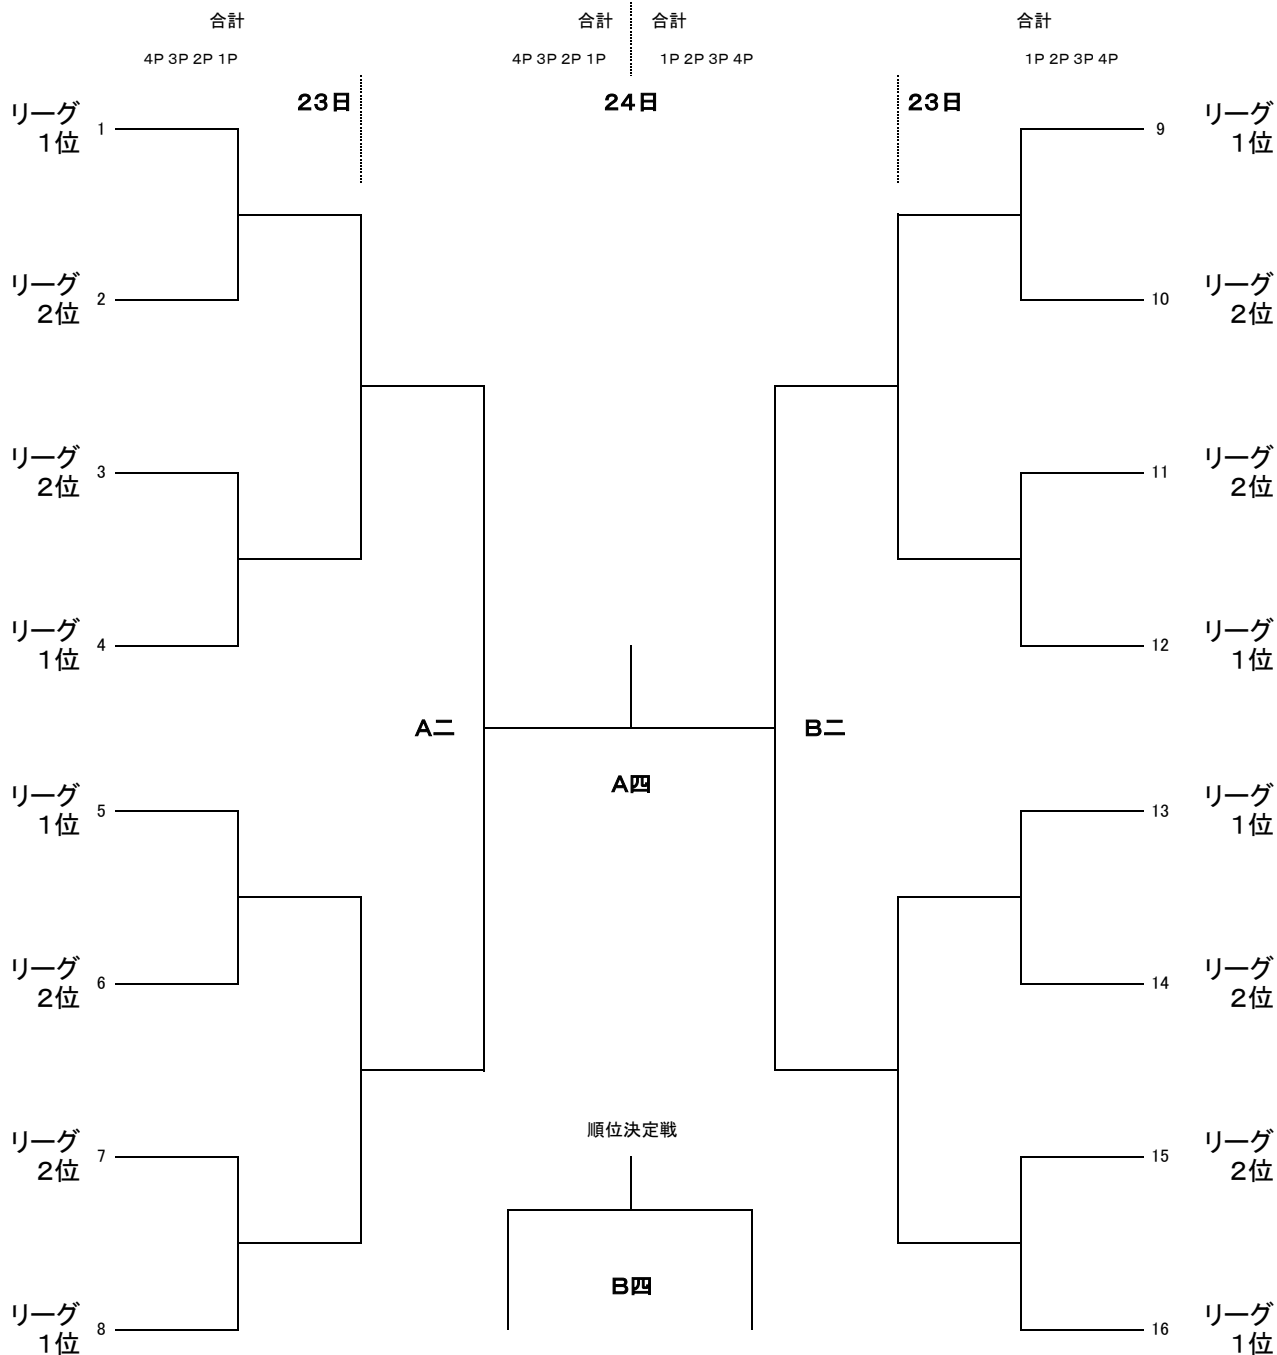 合計 合計 合計 合計
4P 3P 2P 1P 4P 3P 2P 1P 1P 2P 3P 4P 1P 2P 3P 4P
23日 24日 23日
リーグ 1位 1 9 リーグ 1位
リーグ 2位 2 10 リーグ 2位
リーグ 2位 3 11 リーグ 2位
リーグ 1位 4 12 リーグ 1位
A二 B二
A四
リーグ 1位 5 13 リーグ 1位
リーグ 2位 6 14 リーグ 2位
順位決定戦
リーグ 2位 7 15 リーグ 2位
B四
リーグ 1位 8 16 リーグ 1位